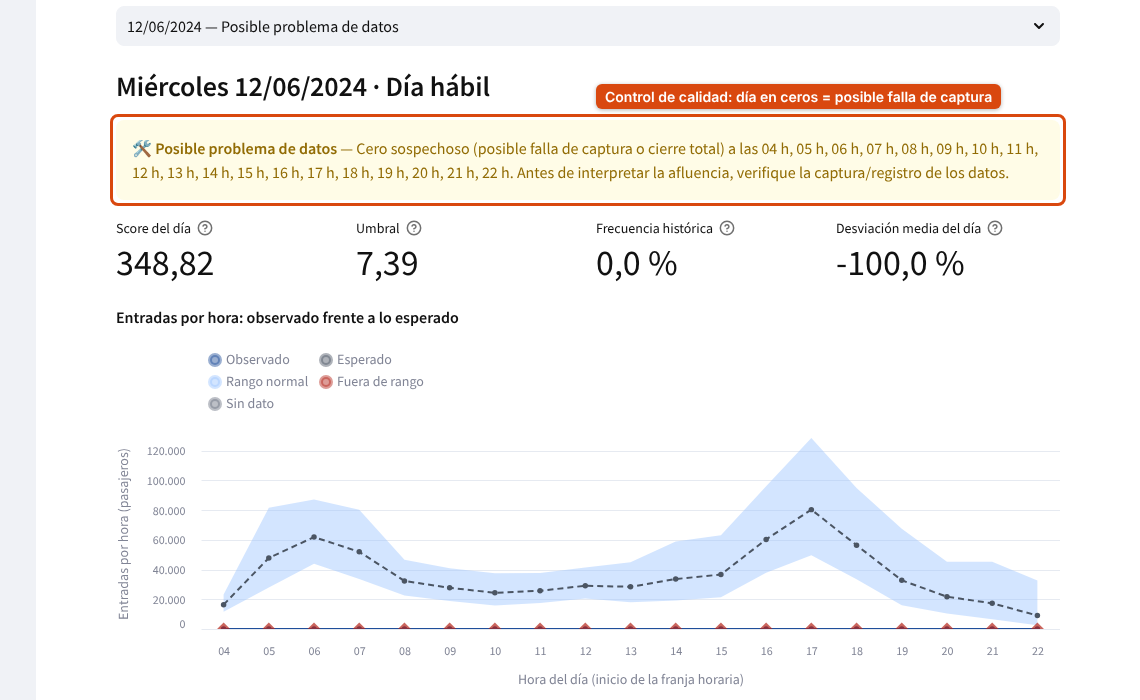 12/06/2024 — Posible problema de datos
Miércoles 12/06/2024 · Día hábil
Control de calidad: día en ceros = posible falla de captura
🛠️ Posible problema de datos — Cero sospechoso (posible falla de captura o cierre total) a las 04 h, 05 h, 06 h, 07 h, 08 h, 09 h, 10 h, 11 h,
12 h, 13 h, 14 h, 15 h, 16 h, 17 h, 18 h, 19 h, 20 h, 21 h, 22 h. Antes de interpretar la afluencia, verifique la captura/registro de los datos.
Score del día ?
Umbral ?
Frecuencia histórica ?
Desviación media del día ?
348,82
7,39
0,0 %
-100,0 %
Entradas por hora: observado frente a lo esperado
Observado
Esperado
Rango normal
Fuera de rango
Sin dato
Entradas por hora (pasajeros)
120.000
100.000
80.000
60.000
40.000
20.000
0
04 05 06 07 08 09 10 11 12 13 14 15 16 17 18 19 20 21 22
Hora del día (inicio de la franja horaria)